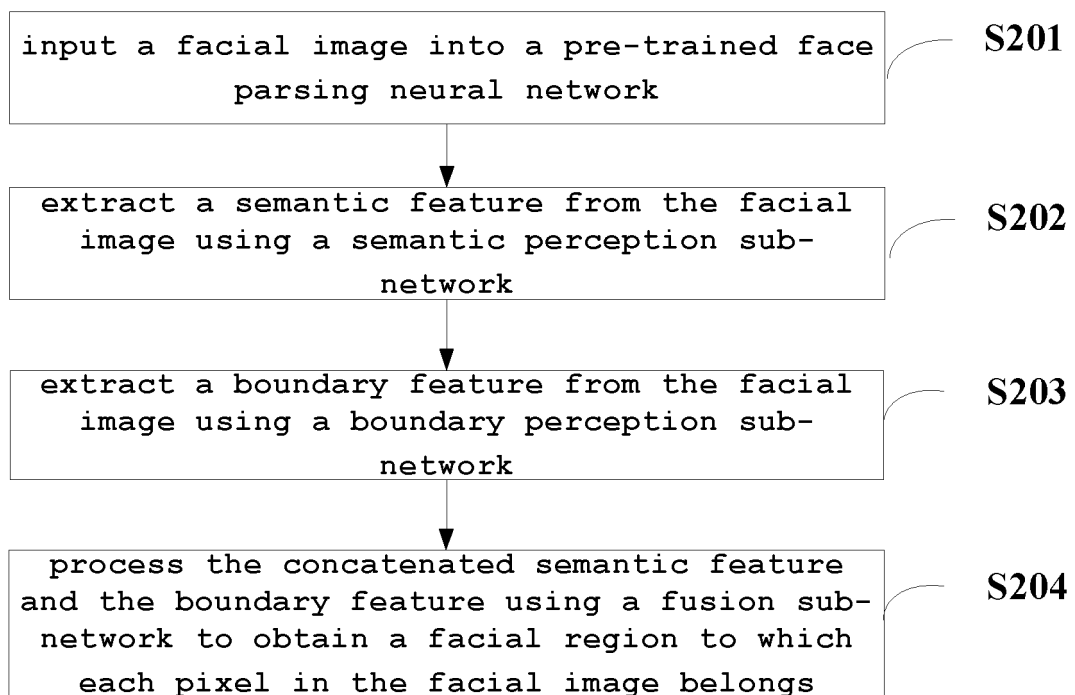 input a facial image into a pre-trained face
parsing neural network
S201
extract a semantic feature from the facial
image using a semantic perception sub-
network
S202
extract a boundary feature from the facial
image using a boundary perception sub-
network
S203
process the concatenated semantic feature
and the boundary feature using a fusion sub-
network to obtain a facial region to which
each pixel in the facial image belongs
S204